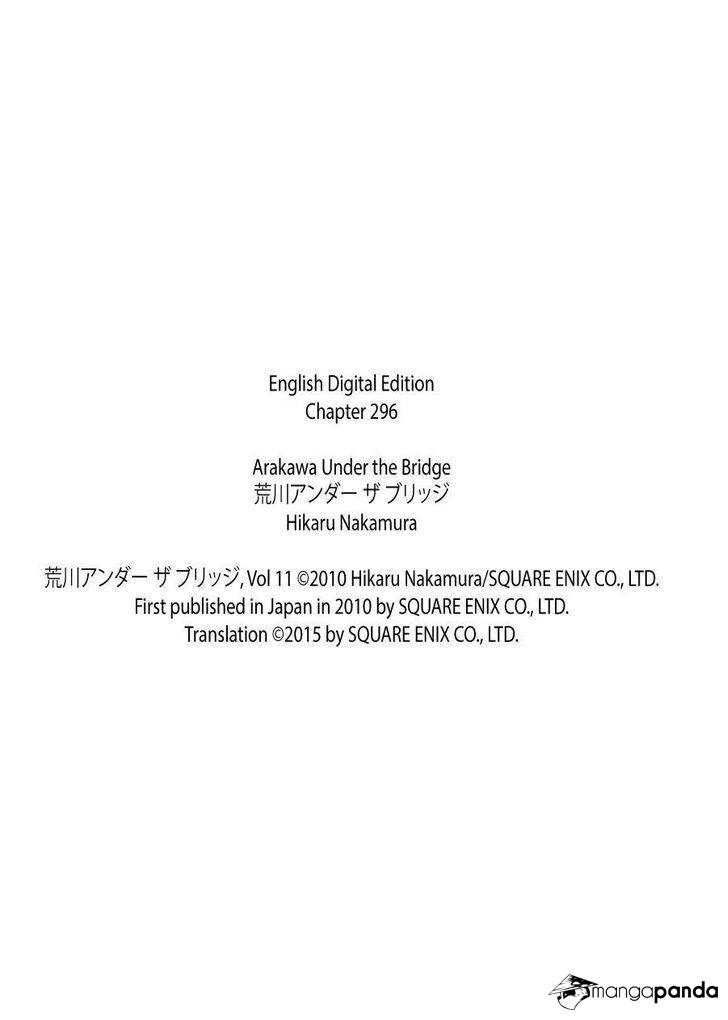 English Digital Edition
Chapter 296
Arakawa Under the Bridge
荒川アンダー ザ ブリッジ
Hikaru Nakamura
荒川アンダー ザ ブリッジ, Vol 11 ©2010 Hikaru Nakamura/SQUARE ENIX CO., LTD.
First published in Japan in 2010 by SQUARE ENIX CO., LTD.
Translation ©2015 by SQUARE ENIX CO., LTD.
mangapanda